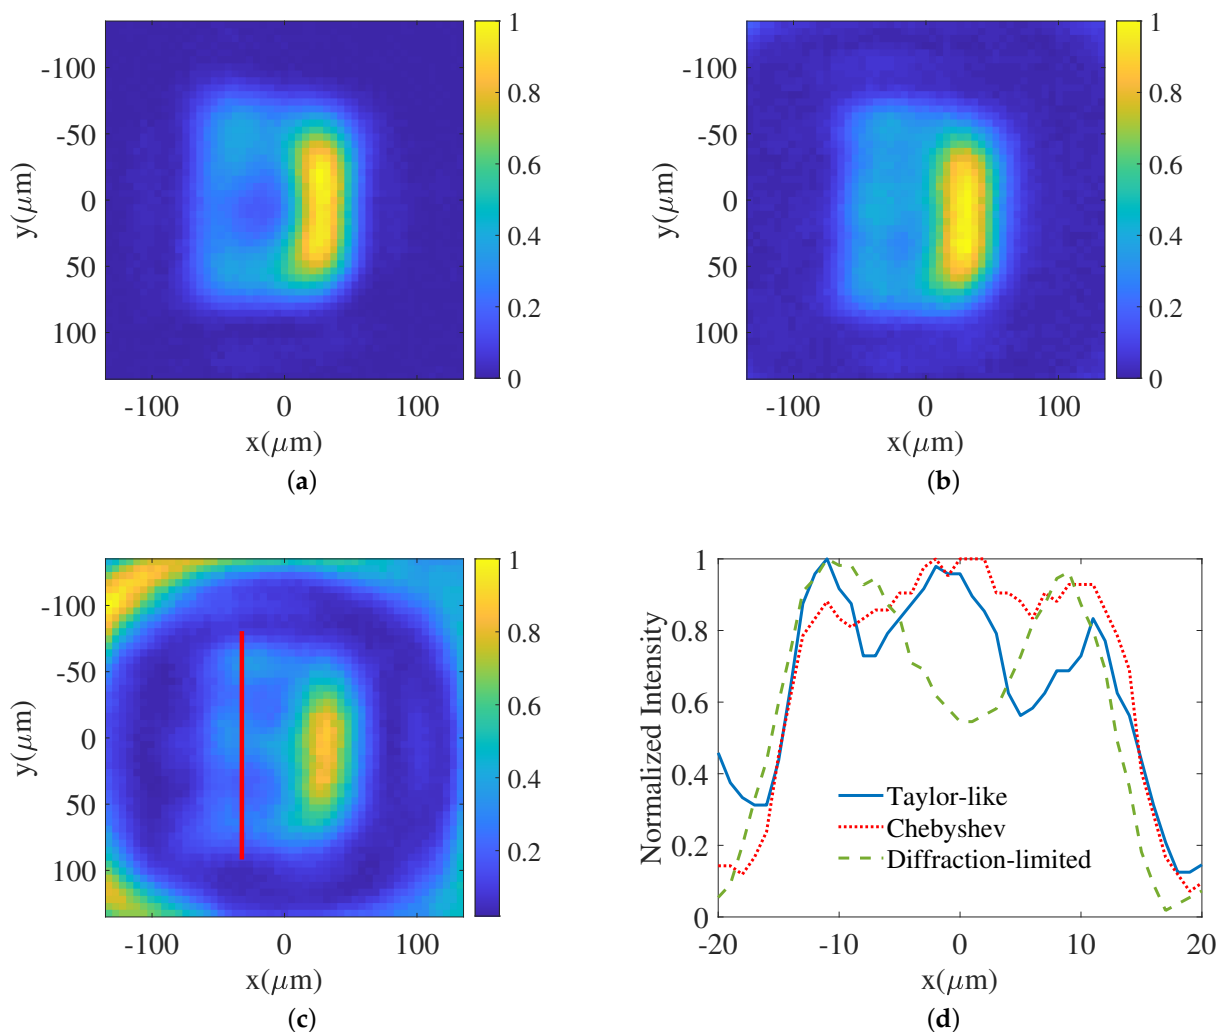 1
-100
0.8
-50
0.6
y(μm)
0
0.4
50
0.2
100
0
-100 0 100
x(μm)
(a)
1
-100
0.8
-50
0.6
y(μm)
0
0.4
50
0.2
100
0
-100 0 100
x(μm)
(b)
1
-100
0.8
-50
0.6
y(μm)
0
0.4
50
0.2
100
-100 0 100
x(μm)
(c)
1
0.8
Normalized Intensity
0.6
0.4
Taylor-like
Chebyshev
0.2
Diffraction-limited
0
-20 -10 0 10 20
x(μm)
(d)